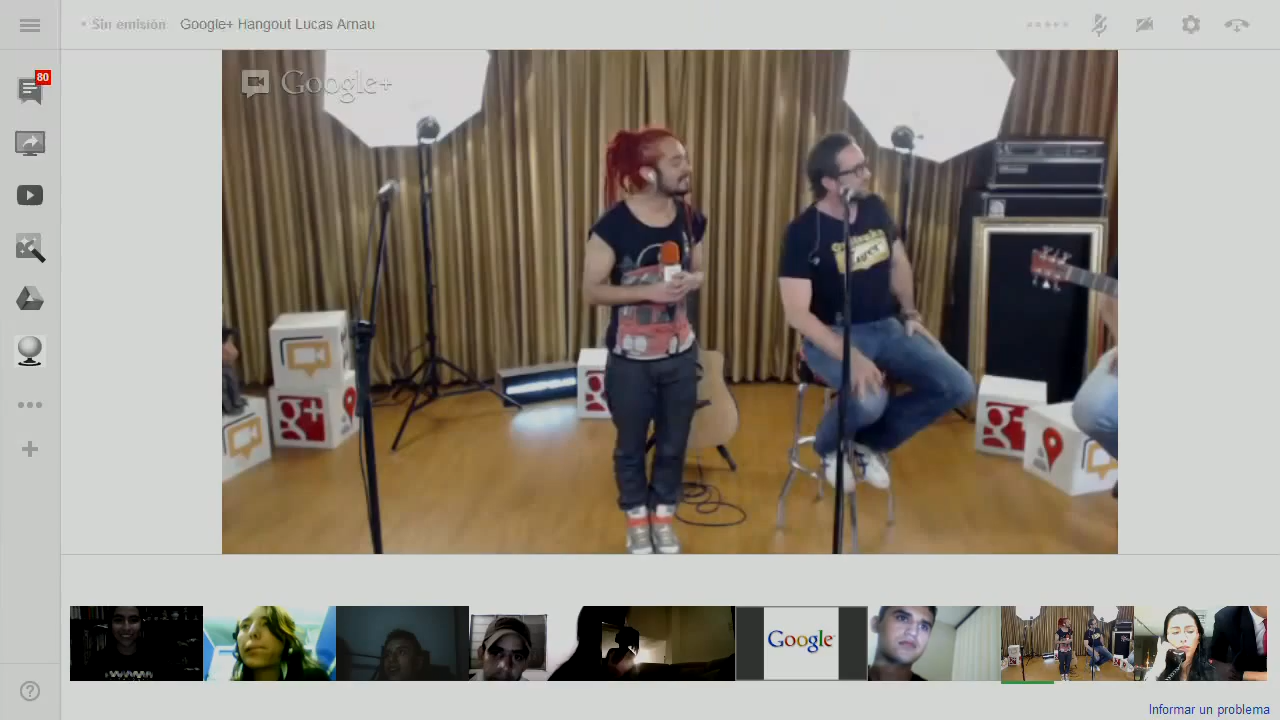 • Sin emisión
Google+ Hangout Lucas Arnau
80
Google+
g+
g+
g
Google
Informar un problema